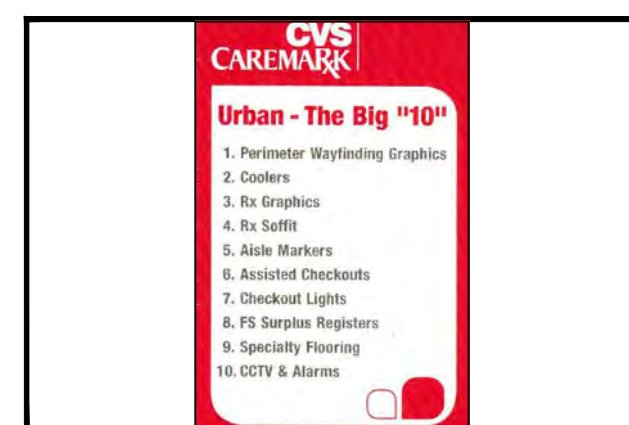 CVS
CAREMARK
Urban - The Big "10"
1. Perimeter Wayfinding Graphics
2. Coolers
3. Rx Graphics
4. Rx Soffit
5. Aisle Markers
6. Assisted Checkouts
7. Checkout Lights
8. FS Surplus Registers
9. Specialty Flooring
10. CCTV & Alarms